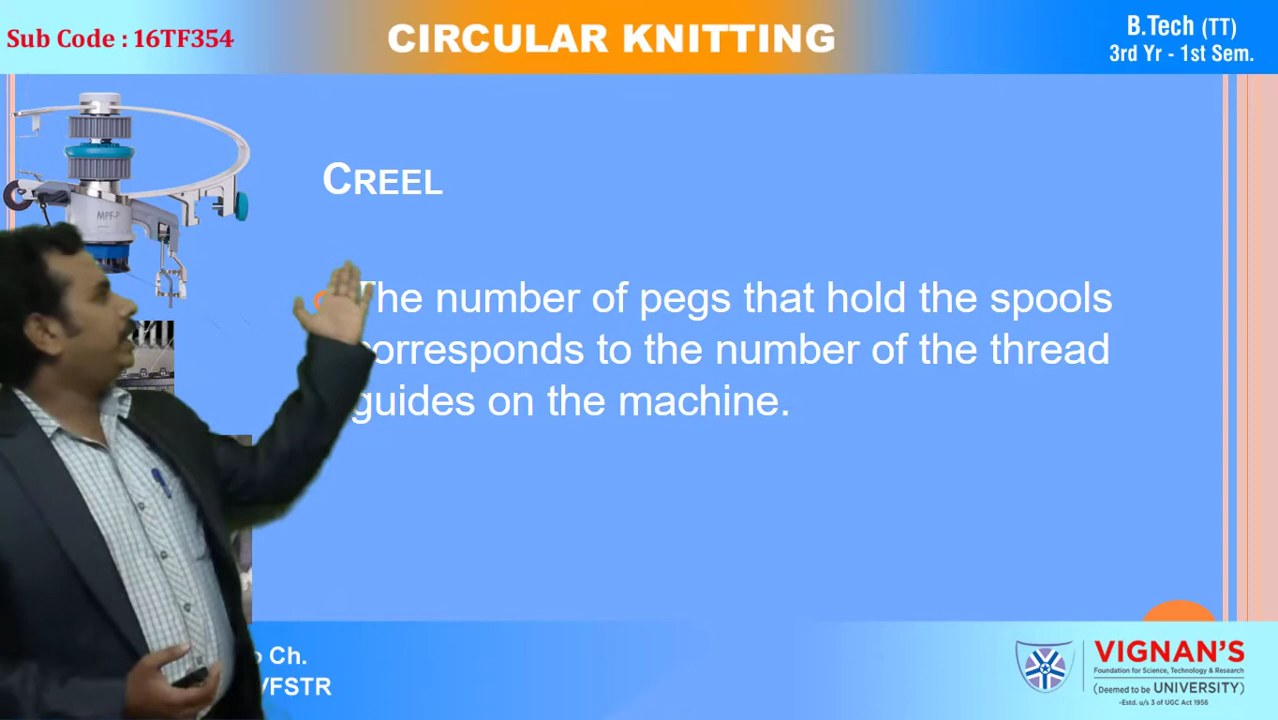 Sub Code : 16TF354
CIRCULAR KNITTING
B.Tech (TT)
3rd Yr - 1st Sem.
MPF-P
CREEL
The number of pegs that hold the spools
corresponds to the number of the thread
guides on the machine.
Ch.
VFSTR
VIGNAN'S
Foundation for Science, Technology & Research
(Deemed to be UNIVERSITY)
-Estd. u/s 3 of UGC Act 1956